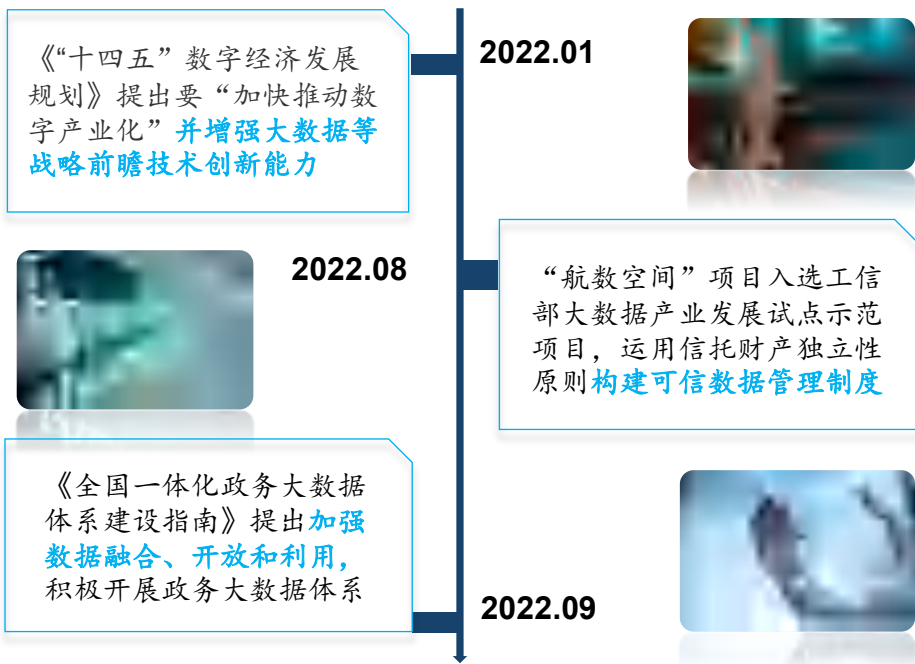 《“十四五”数字经济发展
规划》提出要“加快推动数
字产业化”并增强大数据等
战略前瞻技术创新能力
2022.01
2022.08
“航数空间”项目入选工信
部大数据产业发展试点示范
项目，运用信托财产独立性
原则构建可信数据管理制度
《全国一体化政务大数据
体系建设指南》提出加强
数据融合、开放和利用，
积极开展政务大数据体系
2022.09